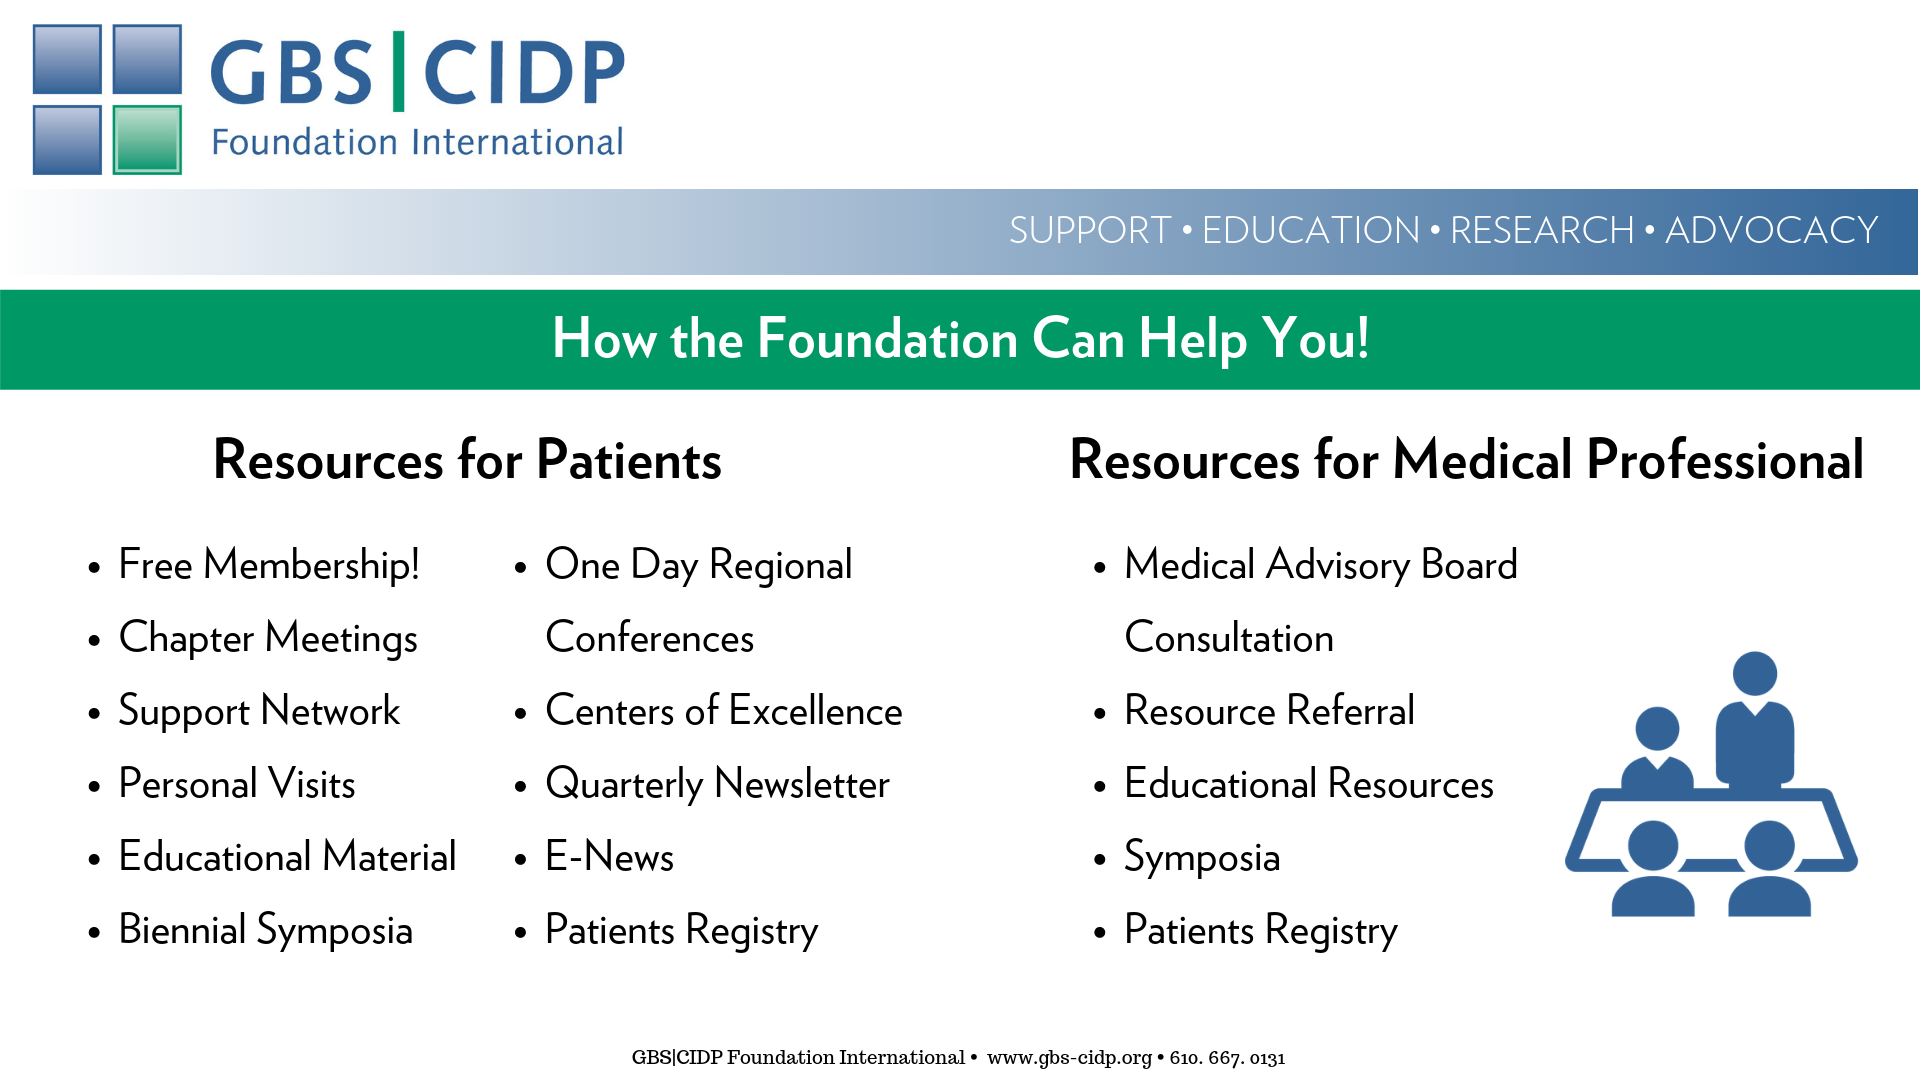 GBS|CIDP
Foundation International
SUPPORT • EDUCATION • RESEARCH • ADVOCACY
How the Foundation Can Help You!
Resources for Patients
• Free Membership!
• Chapter Meetings
• Support Network
• Personal Visits
• Educational Material
• Biennial Symposia
• One Day Regional
Conferences
• Centers of Excellence
• Quarterly Newsletter
• E-News
• Patients Registry
Resources for Medical Professional
• Medical Advisory Board
Consultation
• Resource Referral
• Educational Resources
• Symposia
• Patients Registry
GBS|CIDP Foundation International • www.gbs-cidp.org • 610. 667. 0131